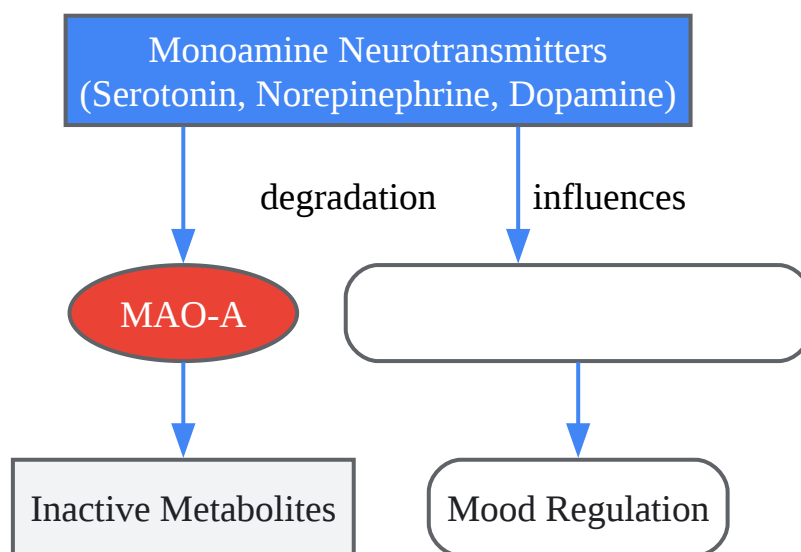 Monoamine Neurotransmitters
(Serotonin, Norepinephrine, Dopamine)
degradation
influences
MAO-A
Inactive Metabolites
Mood Regulation